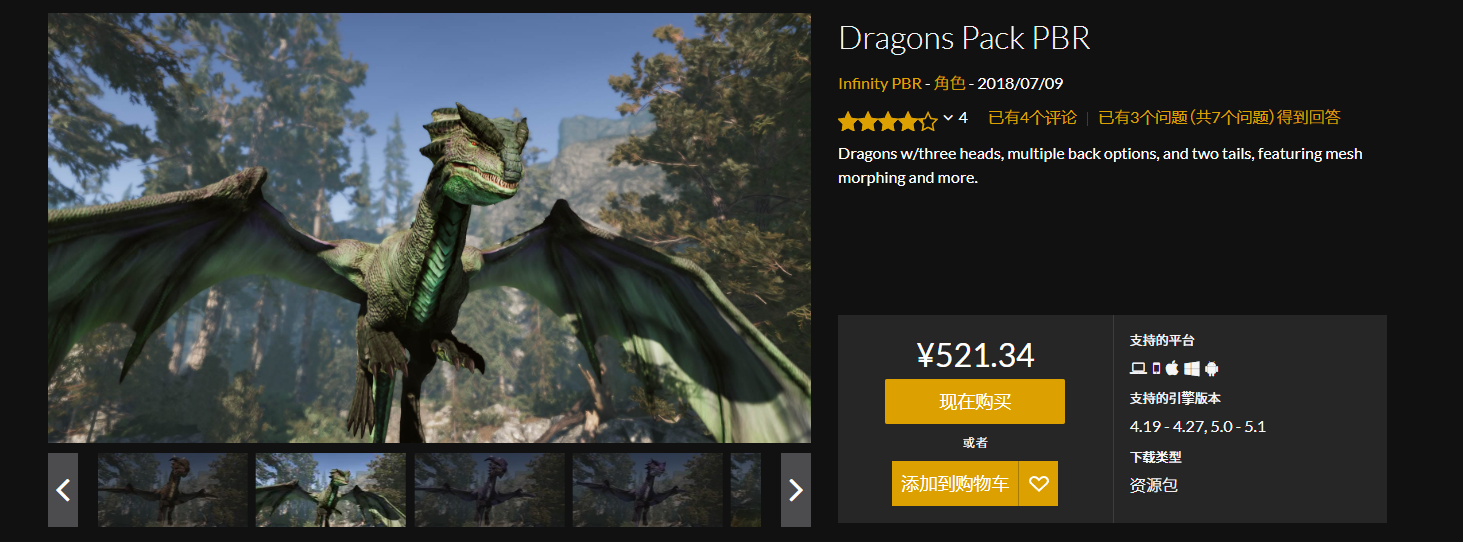 Dragons Pack PBR
Infinity PBR - 角色 - 2018/07/09
4 已有4个评论 | 已有3个问题 (共7个问题) 得到回答
Dragons w/three heads, multiple back options, and two tails, featuring mesh
morphing and more.
¥521.34
现在购买
或者
添加到购物车
支持的平台
支持的引擎版本
4.19 - 4.27, 5.0 - 5.1
下载类型
资源包